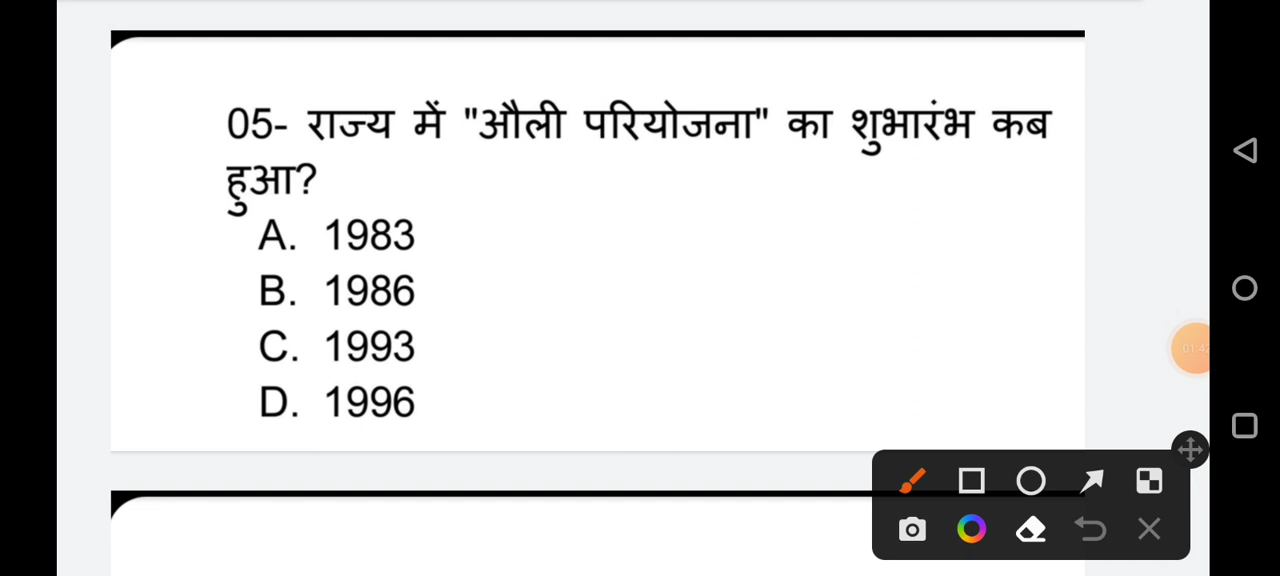 05- राज्य में "औली परियोजना" का शुभारंभ कब
हुआ?
A. 1983
B. 1986
C. 1993
D. 1996